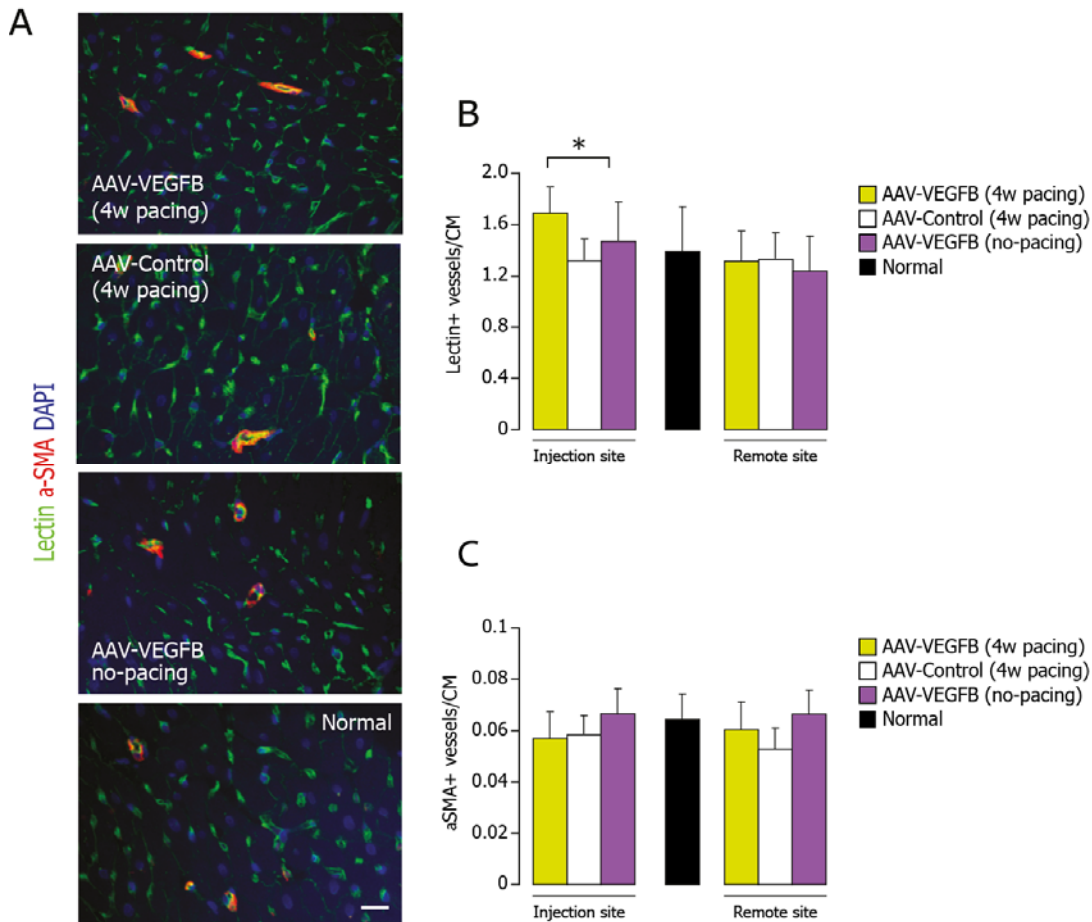 A
AAV-VEGFB
(4w pacing)
AAV-Control
(4w pacing)
AAV-VEGFB
no-pacing
Normal
Lectin a-SMA DAPI
B
*
2.0
1.6
1.2
0.8
0.4
0
Lectin+ vessels/CM
Injection site
Remote site
AAV-VEGFB (4w pacing)
AAV-Control (4w pacing)
AAV-VEGFB (no-pacing)
Normal
C
0.1
0.08
0.06
0.04
0.02
0
aSMA+ vessels/CM
Injection site
Remote site
AAV-VEGFB (4w pacing)
AAV-Control (4w pacing)
AAV-VEGFB (no-pacing)
Normal